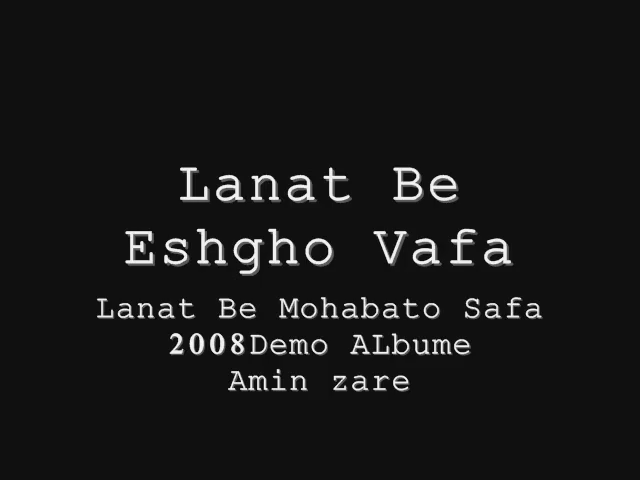 Lanat Be
Eshgho Vafa
Lanat Be Mohabato Safa
2008Demo ALbume
Amin zare